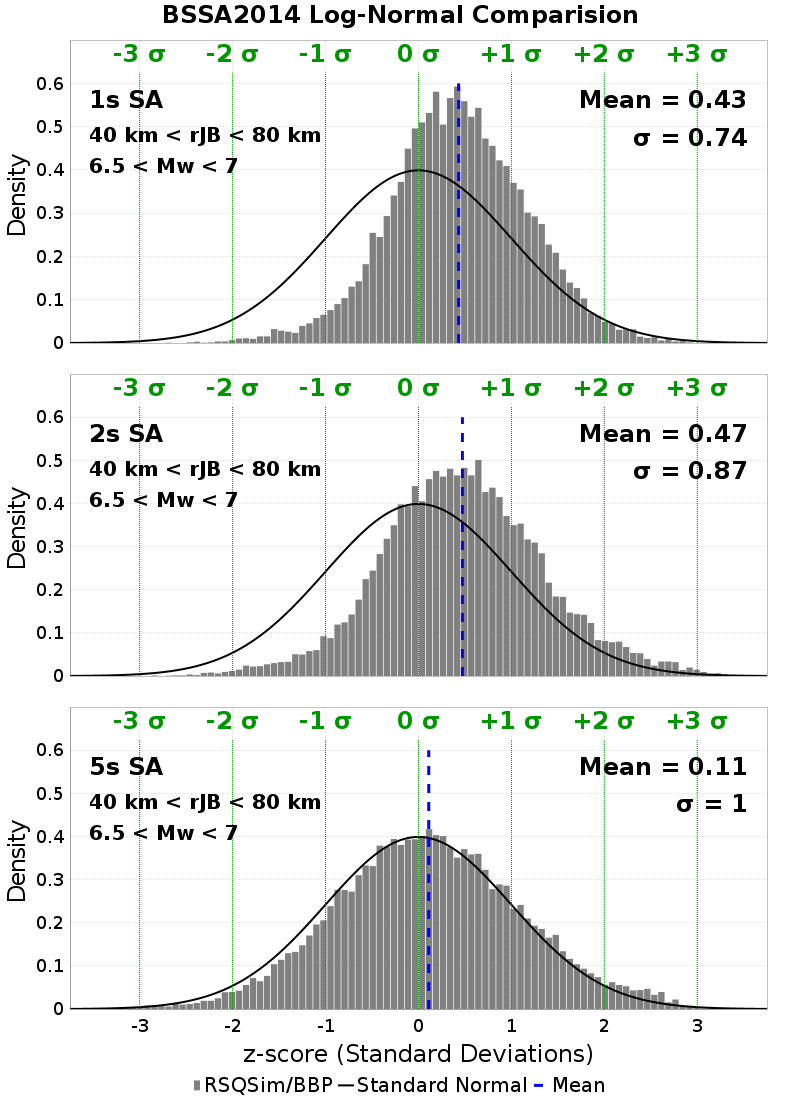 BSSA2014 Log-Normal Comparision
-3 σ -2 σ -1 σ 0 σ +1 σ +2 σ +3 σ
1s SA
40 km < rJB < 80 km
6.5 < Mw < 7
Mean = 0.43
σ = 0.74
Density
0.6
0.5
0.4
0.3
0.2
0.1
0
-3 σ -2 σ -1 σ 0 σ +1 σ +2 σ +3 σ
2s SA
40 km < rJB < 80 km
6.5 < Mw < 7
Mean = 0.47
σ = 0.87
Density
0.6
0.5
0.4
0.3
0.2
0.1
0
-3 σ -2 σ -1 σ 0 σ +1 σ +2 σ +3 σ
5s SA
40 km < rJB < 80 km
6.5 < Mw < 7
Mean = 0.11
σ = 1
Density
0.6
0.5
0.4
0.3
0.2
0.1
0
-3 -2 -1 0 1 2 3
z-score (Standard Deviations)
RSQSim/BBP Standard Normal Mean